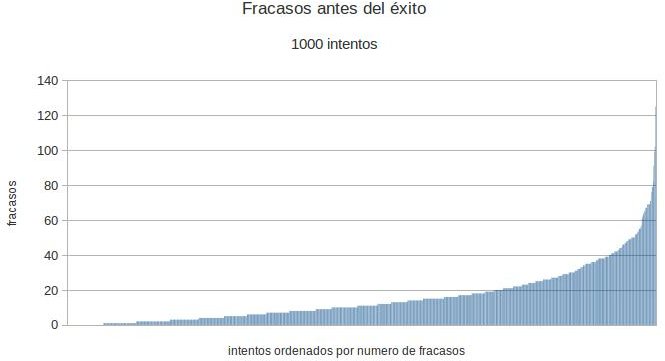 Fracasos antes del éxito
1000 intentos
140
120
100
80
60
40
20
0
fracasos
intentos ordenados por numero de fracasos